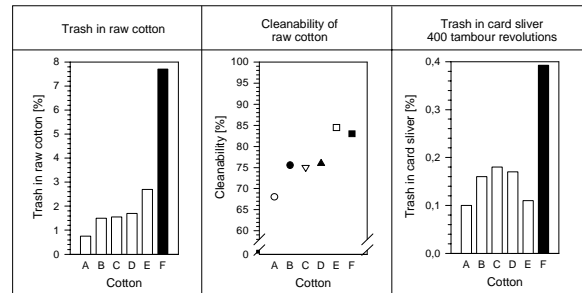 Trash in raw cotton
Cleanability of
raw cotton
Trash in card sliver
400 tambour revolutions
Trash in raw cotton [%]
8
7
6
5
4
3
2
1
0
A B C D E F
Cotton
Cleanability [%]
100
95
90
85
80
75
70
65
60
0
A B C D E F
Cotton
Trash in card sliver [%]
0,4
0,3
0,2
0,1
0,0
A B C D E F
Cotton